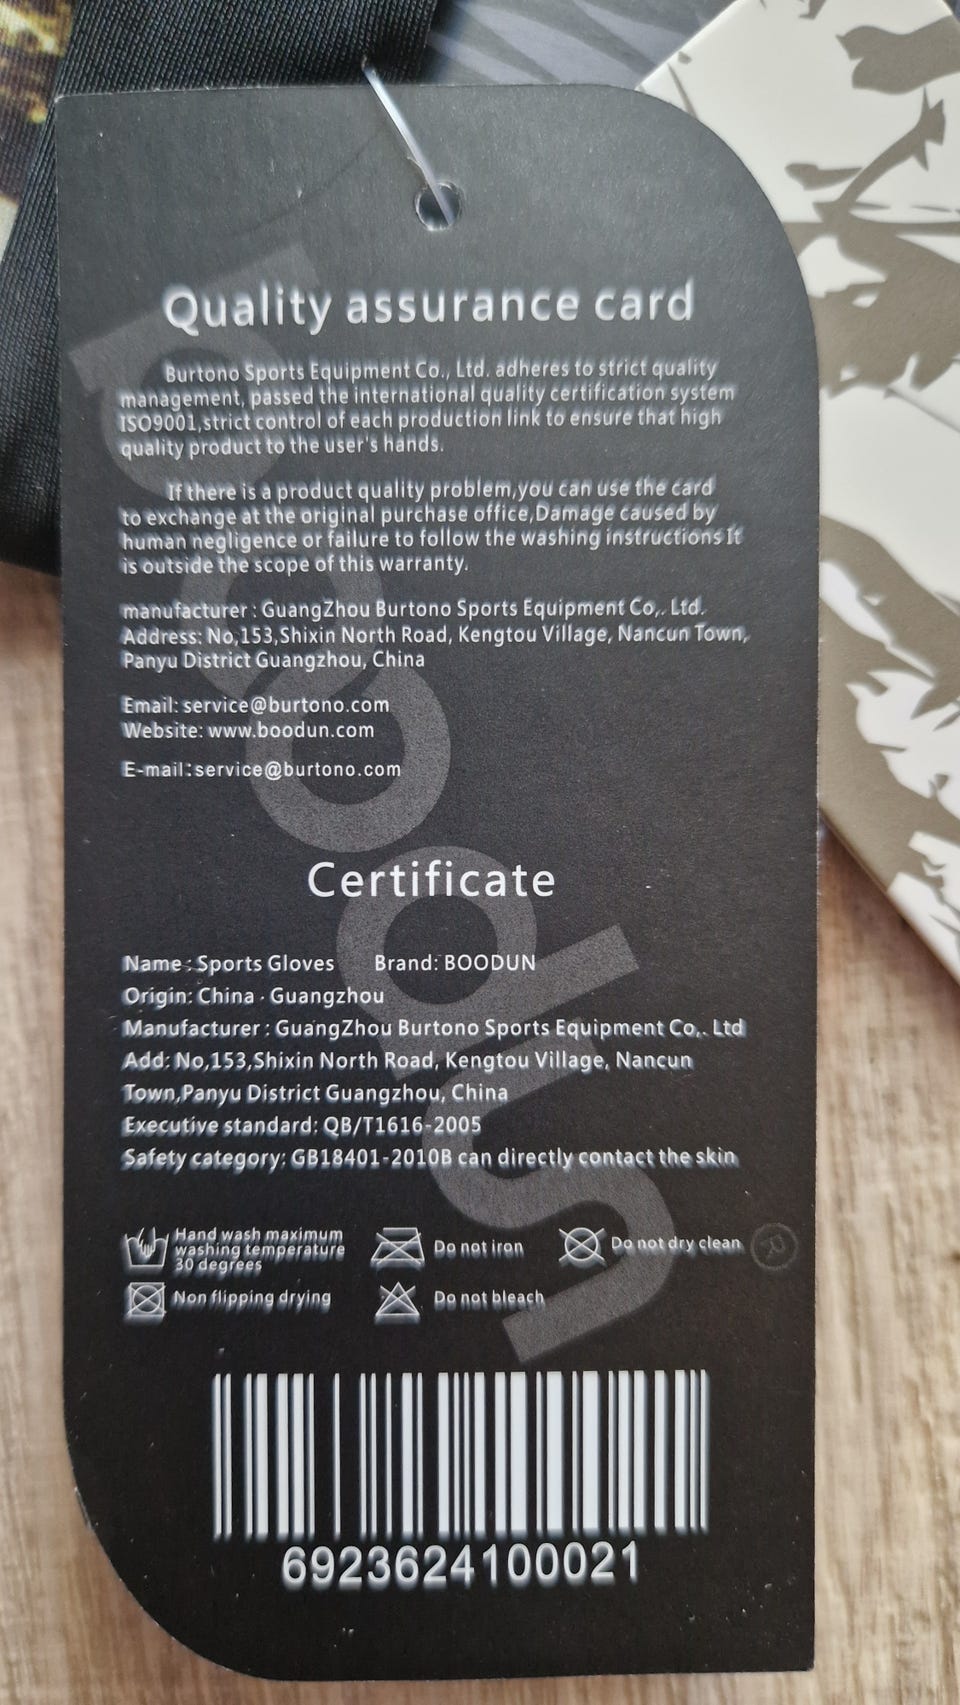 Quality assurance card
Burtono Sports Equipment Co., Ltd. adheres to strict quality
management, passed the international quality certification system
ISO9001,strict control of each production link to ensure that high
quality product to the user's hands.
If there is a product quality problem,you can use the card
to exchange at the original purchase office,Damage caused by
human negligence or failure to follow the washing instructions It
is outside the scope of this warranty.
manufacturer : GuangZhou Burtono Sports Equipment Co,. Ltd.
Address: No,153,Shixin North Road, Kengtou Village, Nancun Town,
Panyu District Guangzhou, China
Email: service@burtono.com
Website: www.boodun.com
E-mail:service@burtono.com
Certificate
Name : Sports Gloves Brand: BOODUN
Origin: China · Guangzhou
Manufacturer : GuangZhou Burtono Sports Equipment Co,. Ltd
Add: No,153,Shixin North Road, Kengtou Village, Nancun
Town,Panyu District Guangzhou, China
Executive standard: QB/T1616-2005
Safety category: GB18401-2010B can directly contact the skin
Hand wash maximum
washing temperature
30 degrees
Do not iron
Do not dry clean
Non flipping drying
Do not bleach
boodun ®
6923624100021